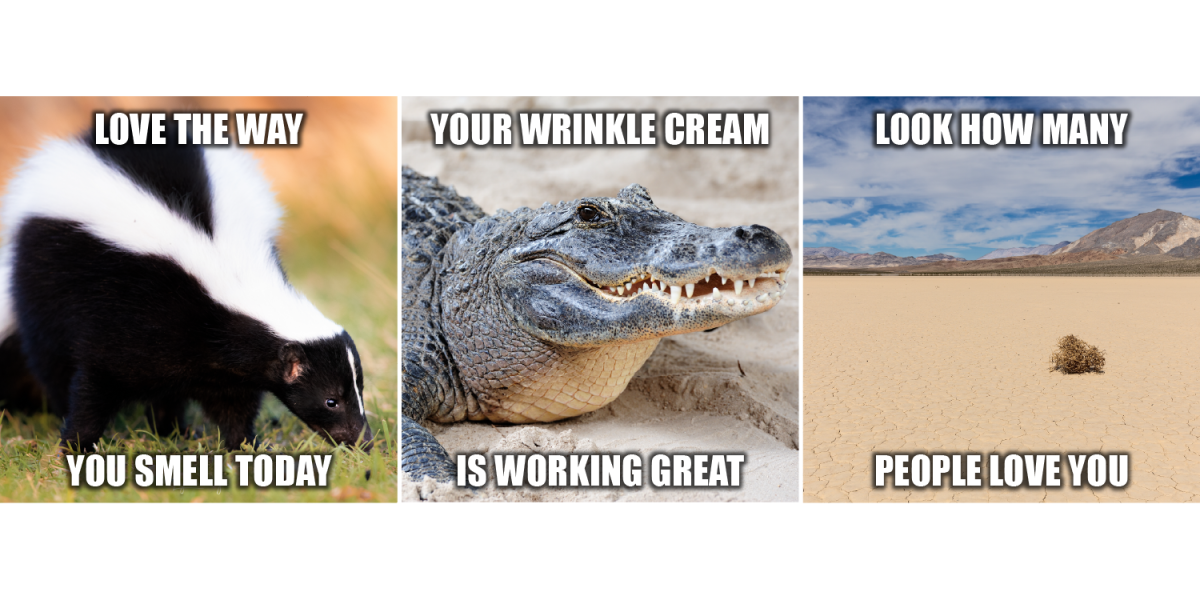 LOVE THE WAY
YOU SMELL TODAY
YOUR WRINKLE CREAM
IS WORKING GREAT
LOOK HOW MANY
PEOPLE LOVE YOU